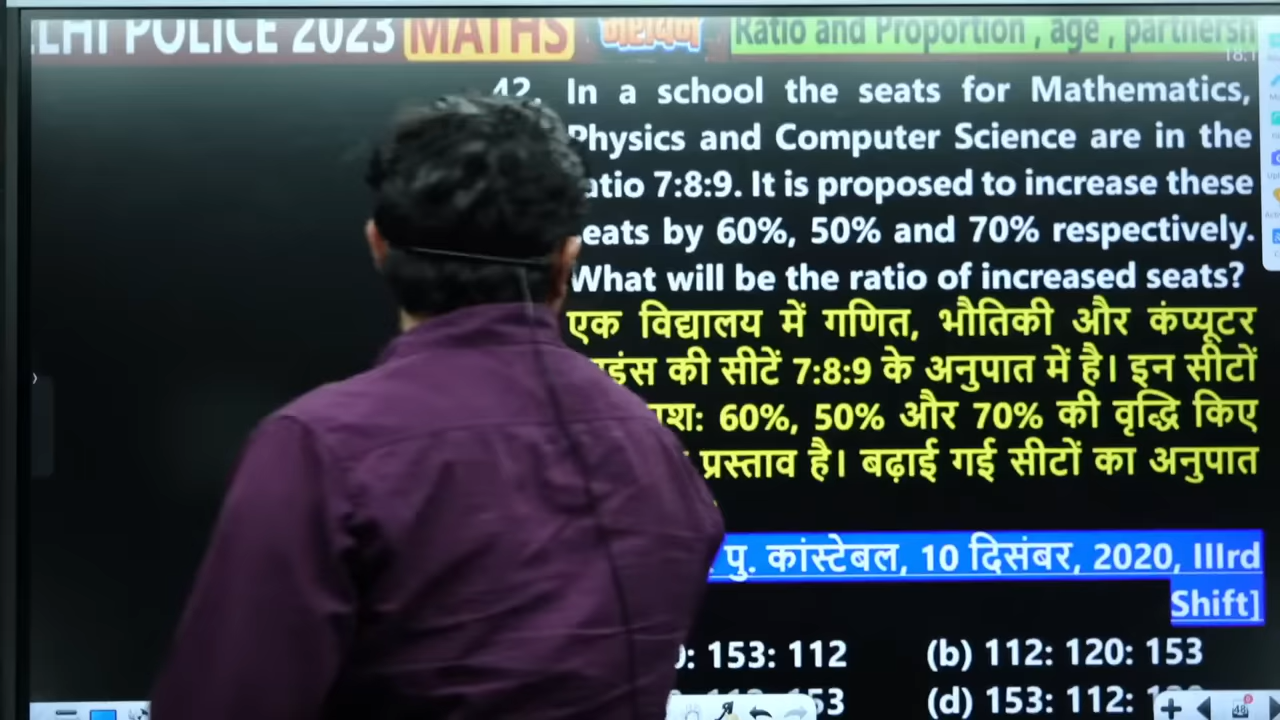 LHI POLICE 2023 MATHS Ratio and Proportion , age , partnersh
42. In a school the seats for Mathematics,
Physics and Computer Science are in the
ratio 7:8:9. It is proposed to increase these
seats by 60%, 50% and 70% respectively.
What will be the ratio of increased seats?
एक विद्यालय में गणित, भौतिकी और कंप्यूटर
की सीटें 7:8:9 के अनुपात में है। इन सीटों
60%, 50% और 70% की वृद्धि किए
प्रस्ताव है। बढ़ाई गई सीटों का अनुपात
पु. कांस्टेबल, 10 दिसंबर, 2020, IIIrd
Shift]
: 153: 112 (b) 112: 120: 153
(d) 153: 112: